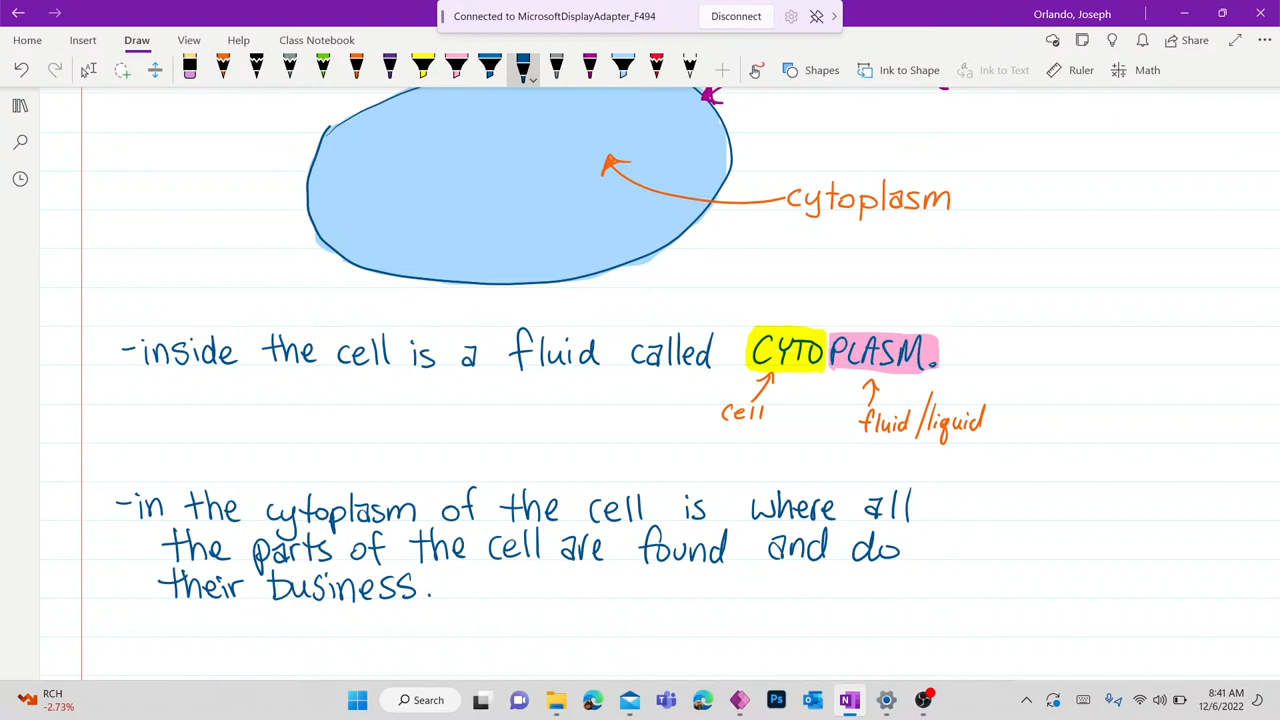 Connected to MicrosoftDisplayAdapter_F494
Disconnect
Orlando, Joseph
Home Insert Draw View Help Class Notebook
Share
Shapes Ink to Shape Ink to Text Ruler Math
cytoplasm
-inside the cell is a fluid called CYTOPLASM.
cell
fluid/liquid
-in the cytoplasm of the cell is where all
the parts of the cell are found and do
their business.
RCH
-2.73%
Search
8:41 AM
12/6/2022